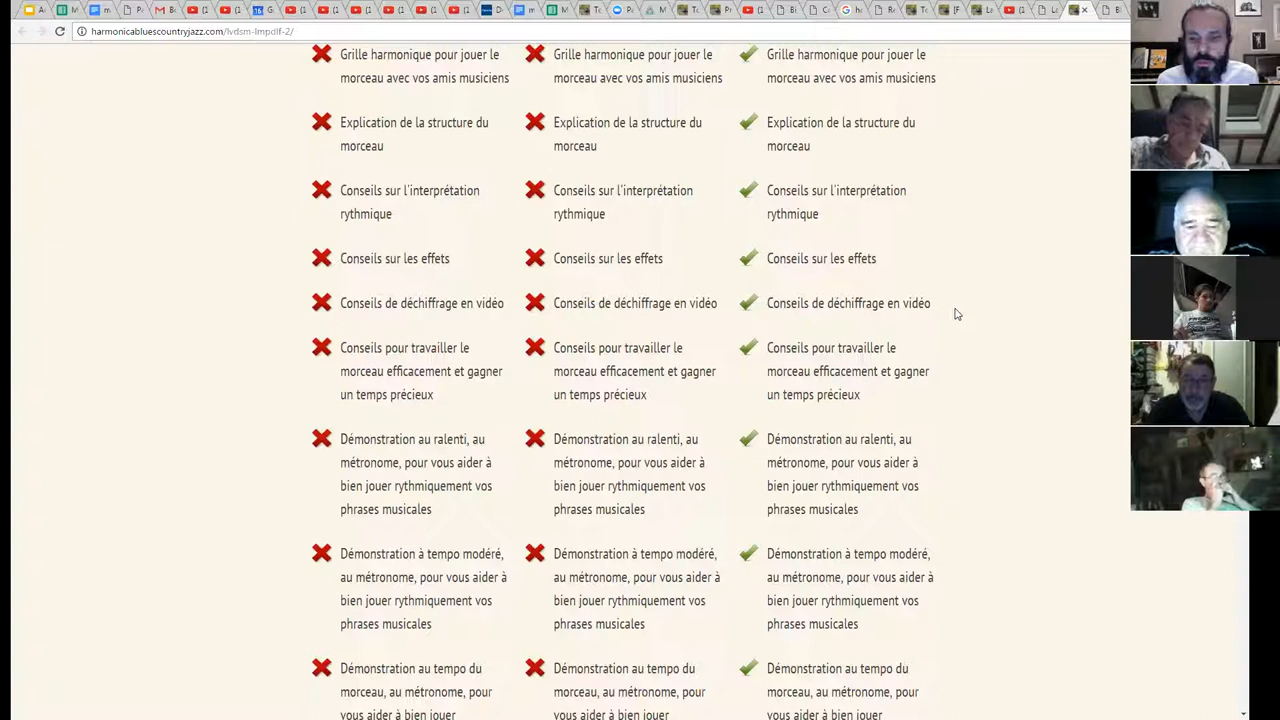 harmonicabluescountryjazz.com/lvdsm-lmpdlf-2/
Grille harmonique pour jouer le
morceau avec vos amis musiciens
Grille harmonique pour jouer le
morceau avec vos amis musiciens
Grille harmonique pour jouer le
morceau avec vos amis musiciens
Explication de la structure du
morceau
Explication de la structure du
morceau
Explication de la structure du
morceau
Conseils sur l'interprétation
rythmique
Conseils sur l'interprétation
rythmique
Conseils sur l'interprétation
rythmique
Conseils sur les effets
Conseils sur les effets
Conseils sur les effets
Conseils de déchiffrage en vidéo
Conseils de déchiffrage en vidéo
Conseils de déchiffrage en vidéo
Conseils pour travailler le
morceau efficacement et gagner
un temps précieux
Conseils pour travailler le
morceau efficacement et gagner
un temps précieux
Conseils pour travailler le
morceau efficacement et gagner
un temps précieux
Démonstration au ralenti, au
métronome, pour vous aider à
bien jouer rythmiquement vos
phrases musicales
Démonstration au ralenti, au
métronome, pour vous aider à
bien jouer rythmiquement vos
phrases musicales
Démonstration au ralenti, au
métronome, pour vous aider à
bien jouer rythmiquement vos
phrases musicales
Démonstration à tempo modéré,
au métronome, pour vous aider à
bien jouer rythmiquement vos
phrases musicales
Démonstration à tempo modéré,
au métronome, pour vous aider à
bien jouer rythmiquement vos
phrases musicales
Démonstration à tempo modéré,
au métronome, pour vous aider à
bien jouer rythmiquement vos
phrases musicales
Démonstration au tempo du
morceau, au métronome, pour
vous aider à bien jouer
Démonstration au tempo du
morceau, au métronome, pour
vous aider à bien jouer
Démonstration au tempo du
morceau, au métronome, pour
vous aider à bien jouer